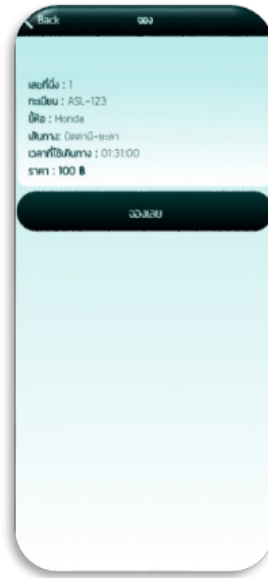 Back
จอง
เลขที่นั่ง : 1
ทะเบียน : ASL-123
ยี่ห้อ : Honda
เส้นทาง: ปัตตานี-ยะลา
เวลาที่ใช้เดินทาง : 01:31:00
ราคา : 100 ฿
จองเลย